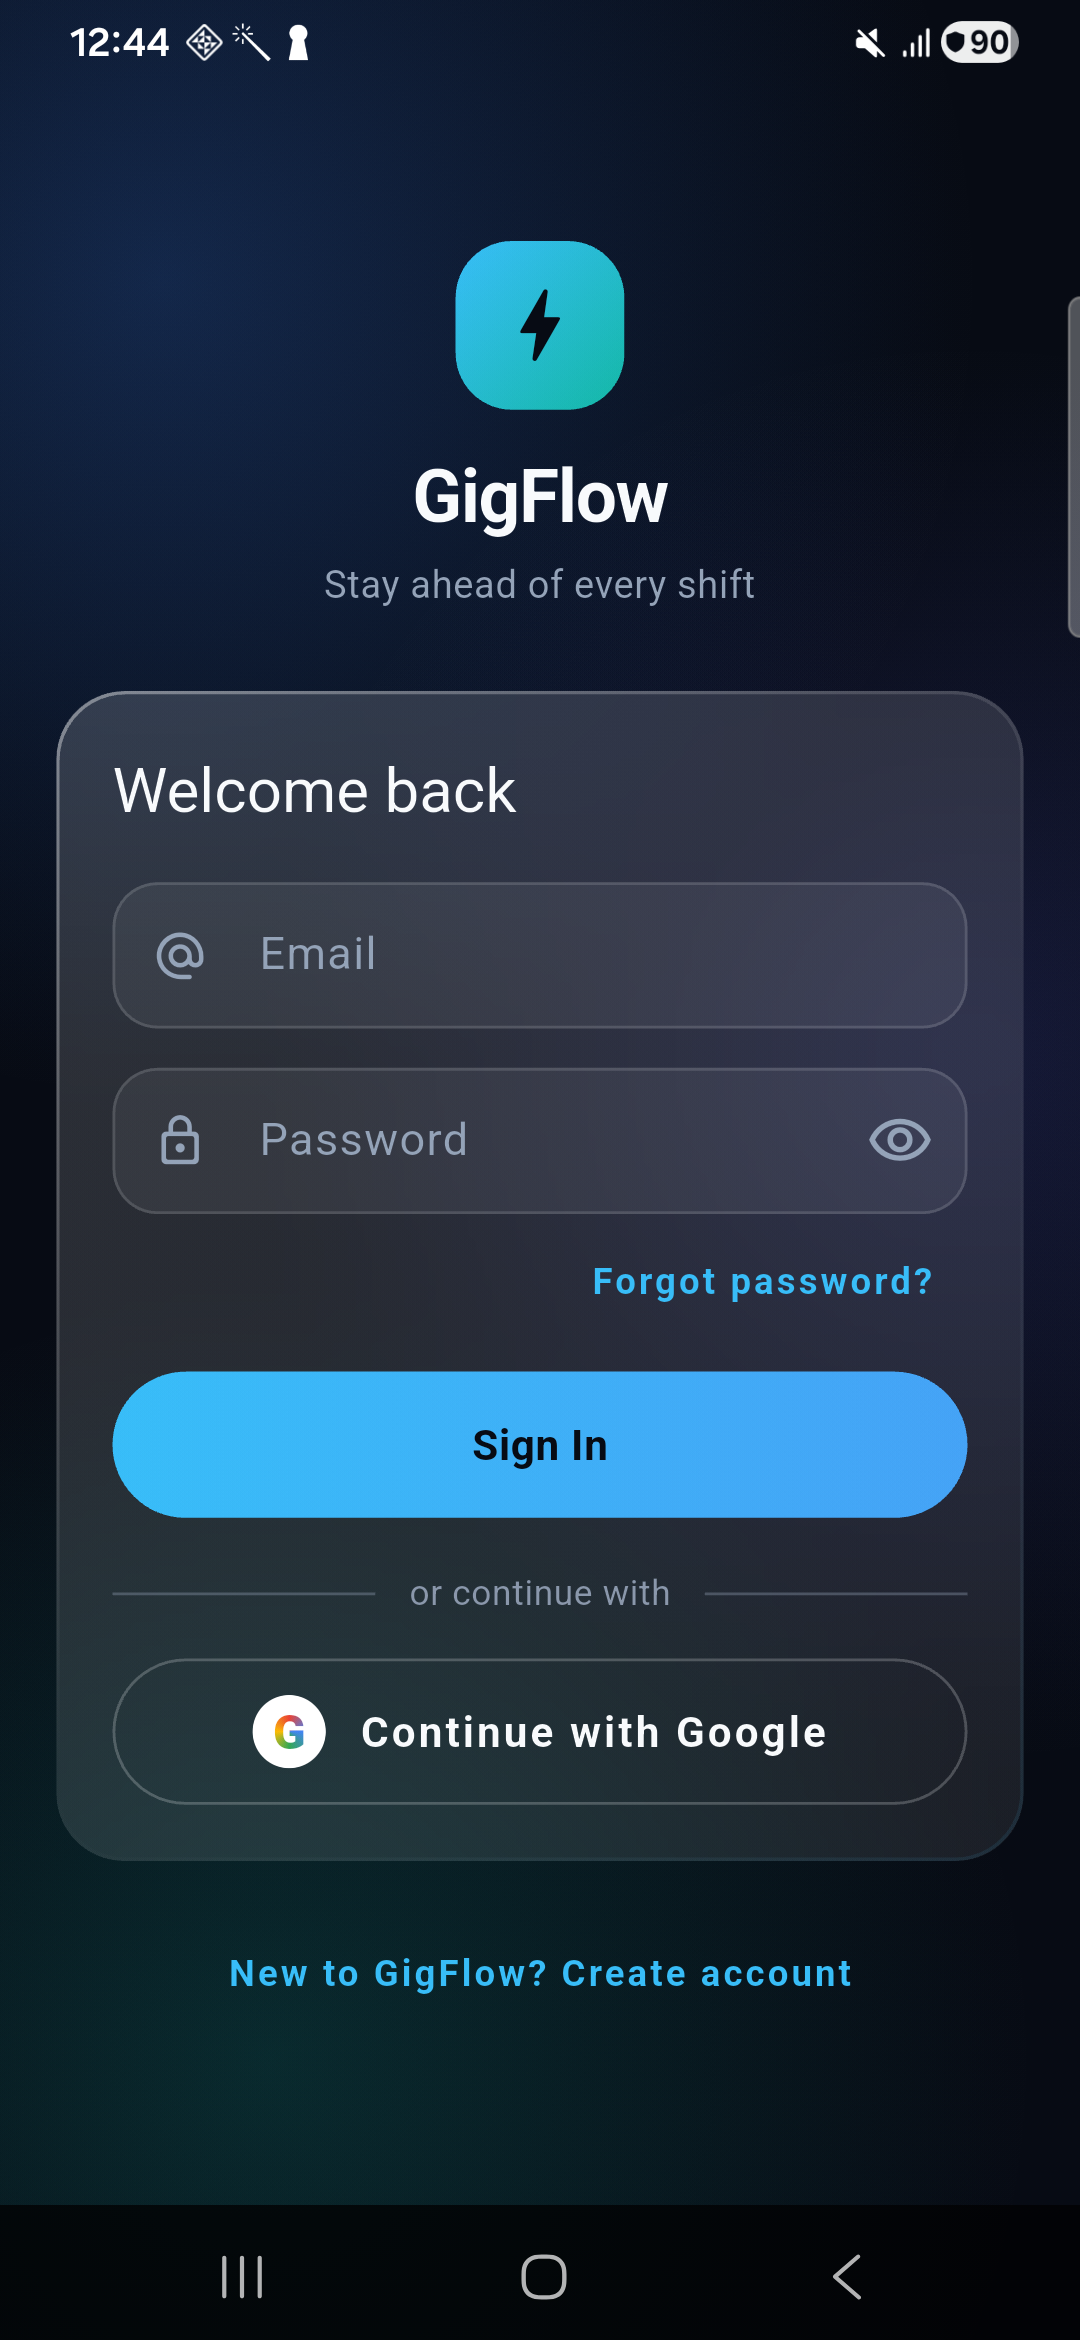 12:44
90
GigFlow
Stay ahead of every shift
Welcome back
Email
Password
Forgot password?
Sign In
or continue with
G Continue with Google
New to GigFlow? Create account